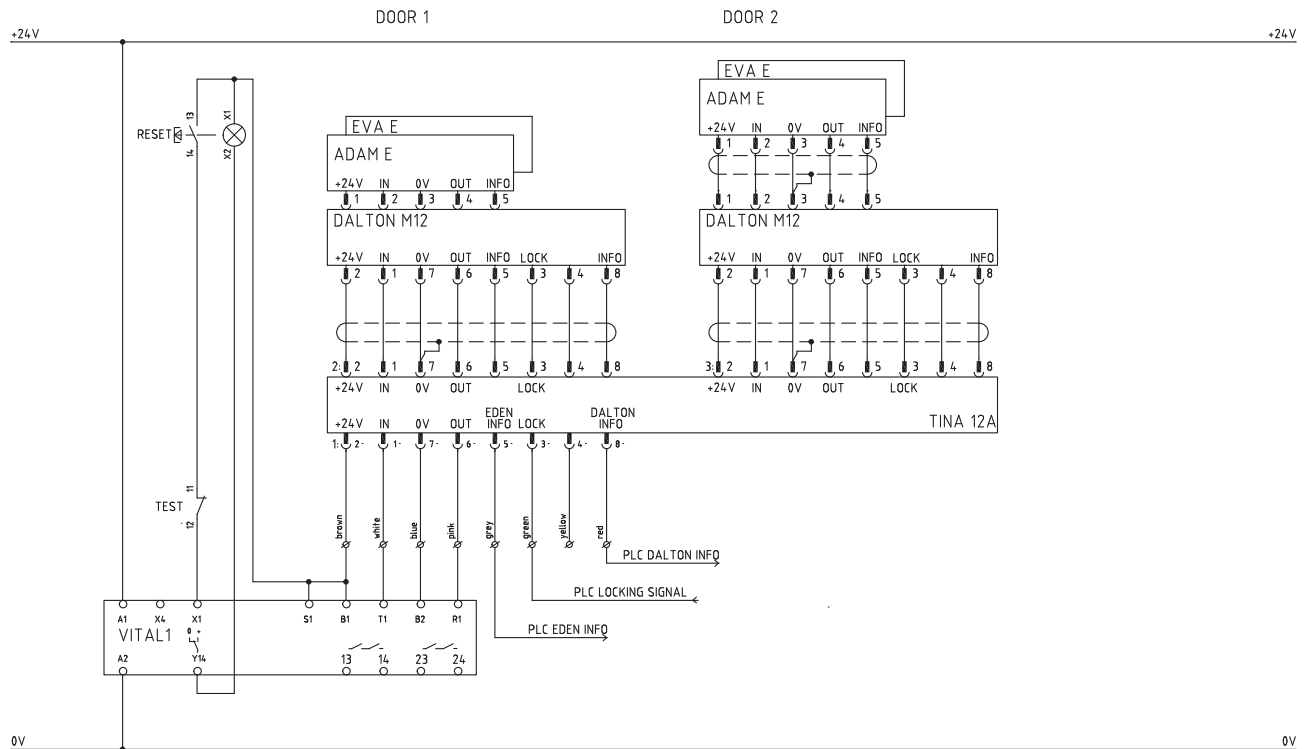 DOOR 1 DOOR 2
+24V +24V
EVA E
ADAM E
+24V IN 0V OUT INFO
1 2 3 4 5
X1
13
RESET
14
X2
EVA E
ADAM E
+24V IN 0V OUT INFO
1 2 3 4 5
1 2 3 4 5
DALTON M12 DALTON M12
+24V IN 0V OUT INFO LOCK INFO +24V IN 0V OUT INFO LOCK INFO
2 1 7 6 5 3 4 8 2 1 7 6 5 3 4 8
2: 2 1 7 6 5 3 4 8 3: 2 1 7 6 5 3 4 8
+24V IN 0V OUT LOCK +24V IN 0V OUT LOCK
EDEN DALTON
+24V IN 0V OUT INFO LOCK INFO TINA 12A
1: 2- 1- 7- 6- 5- 3- 4- 8-
11
TEST
12
brown white blue pink grey green yellow red
PLC DALTON INFO
PLC LOCKING SIGNAL
PLC EDEN INFO
A1 X4 X1 S1 B1 T1 B2 R1
VITAL1 0 +
A2 Y14 13 14 23 24
0V 0V